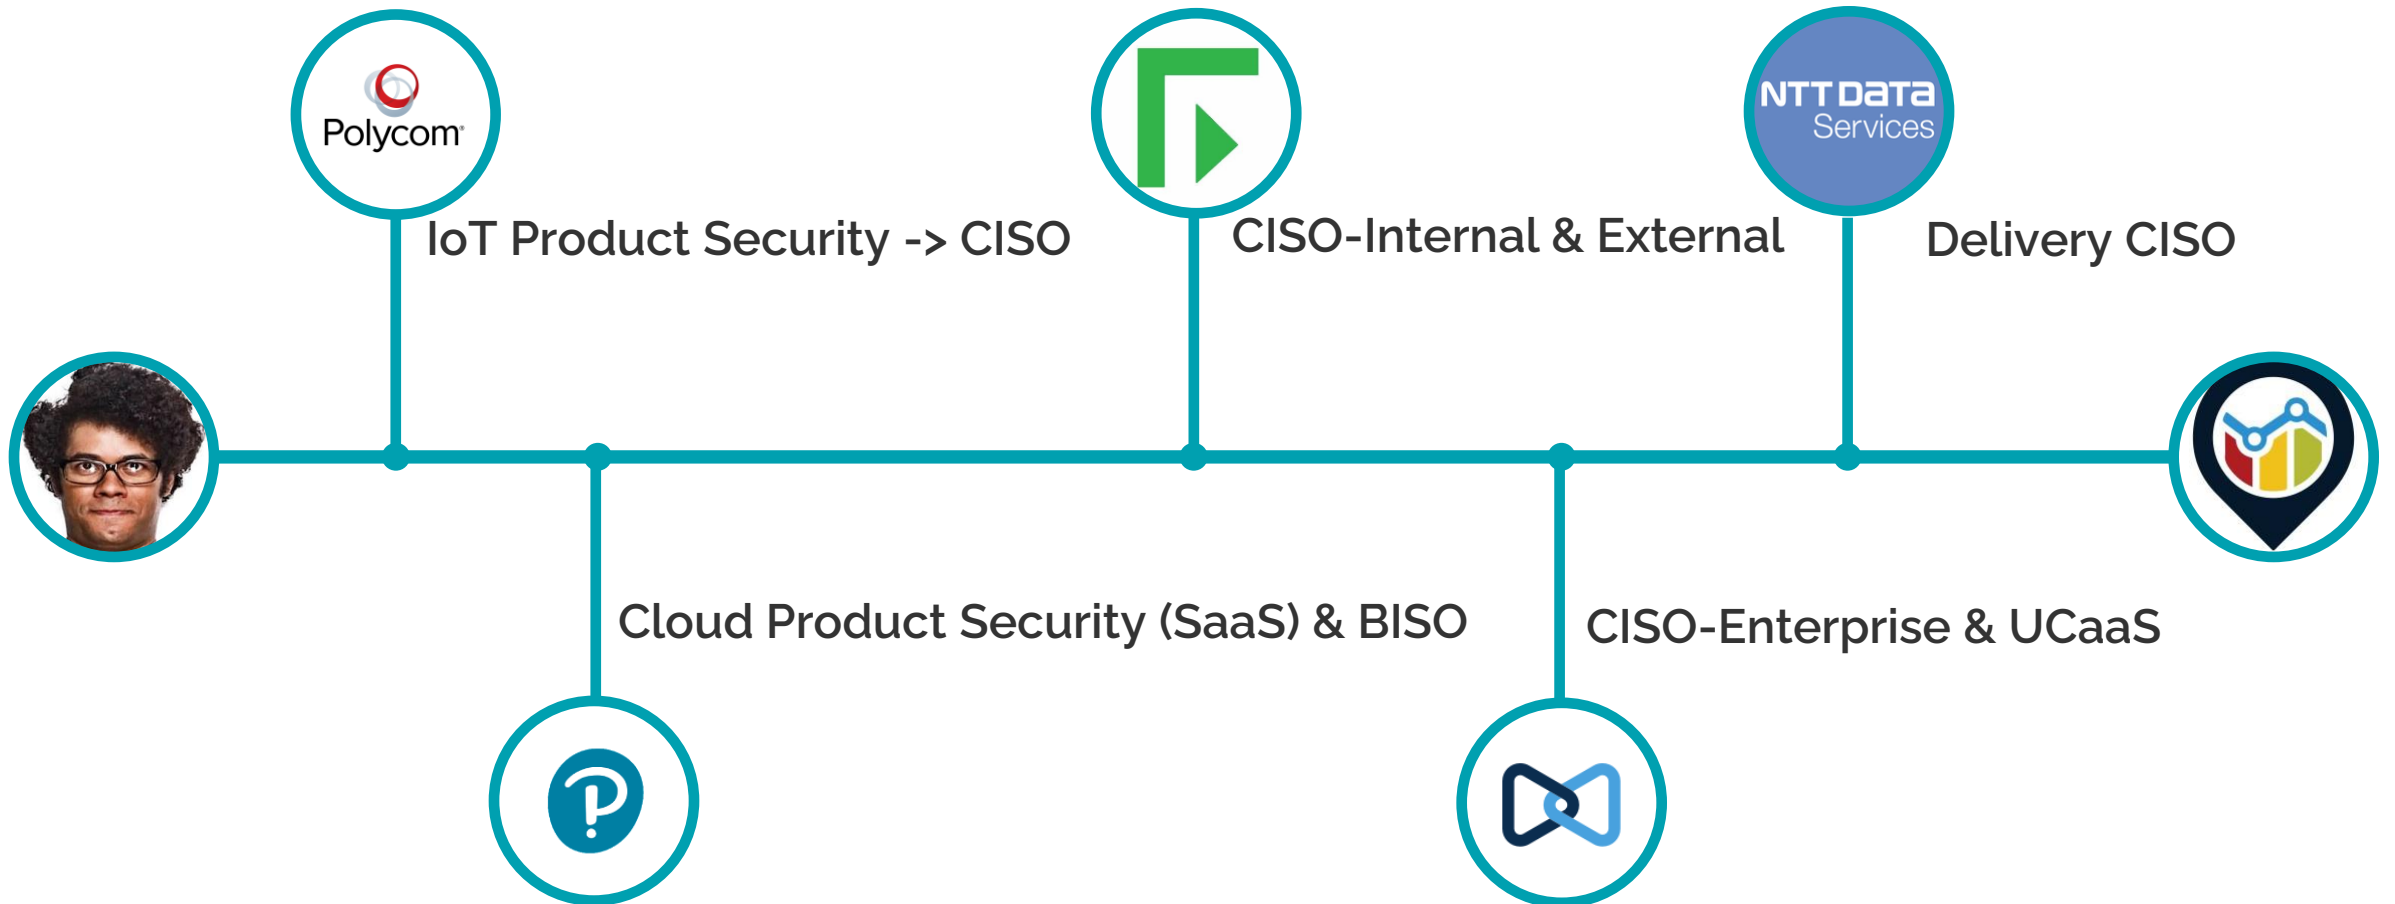 Polycom
IoT Product Security -> CISO
CISO-Internal & External
NTT DATA
Services
Delivery CISO
Cloud Product Security (SaaS) & BISO
CISO-Enterprise & UCaaS